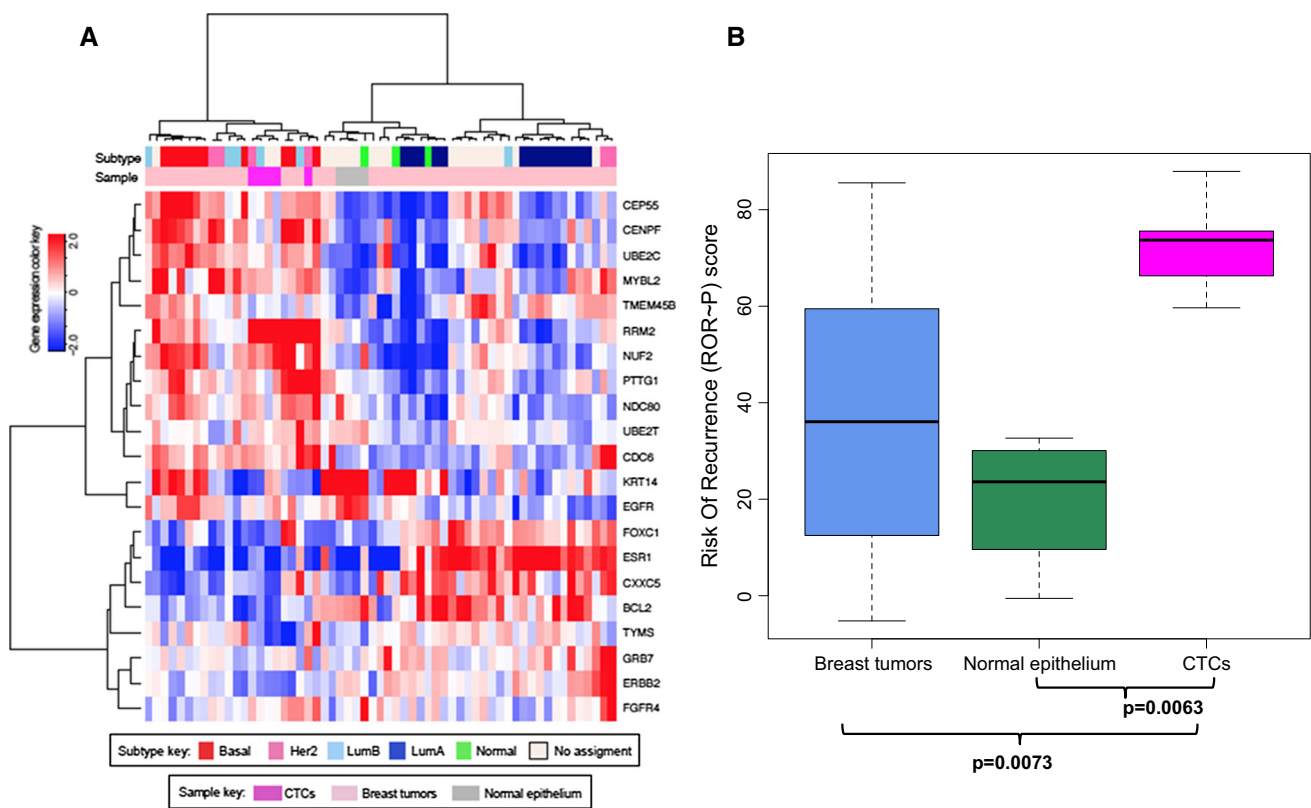 A
Subtype
Sample
Gene expression color key
2.0
0
-2.0
CEP55
CENPF
UBE2C
MYBL2
TMEM45B
RRM2
NUF2
PTTG1
NDC80
UBE2T
CDC6
KRT14
EGFR
FOXC1
ESR1
CXXC5
BCL2
TYMS
GRB7
ERBB2
FGFR4
Subtype key: Basal Her2 LumB LumA Normal No assigment
Sample key: CTCs Breast tumors Normal epithelium
B
Risk Of Recurrence (ROR~P) score
80
60
40
20
0
Breast tumors Normal epithelium CTCs
p=0.0063
p=0.0073